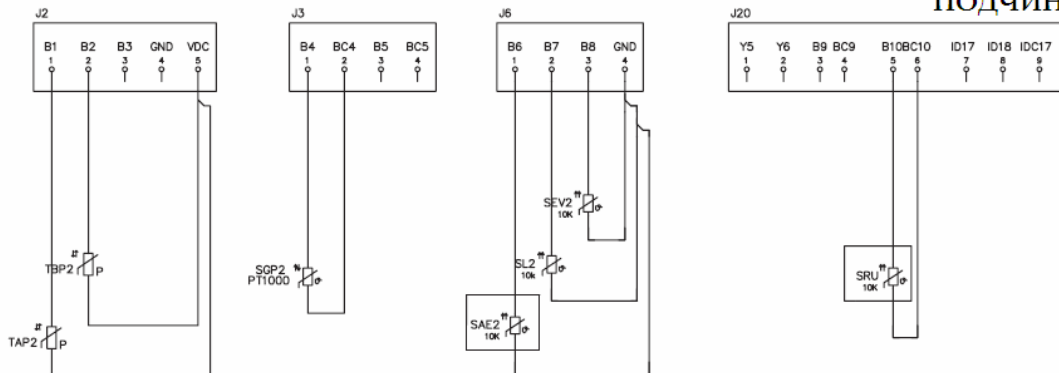 подчин
J2
J3
J6
J20
B1 B2 B3 GND VDC
1 2 3 4 5
B4 BC4 B5 BC5
1 2 3 4
B6 B7 B8 GND
1 2 3 4
Y5 Y6 B9 BC9 B10 BC10 ID17 ID18 IDC17
1 2 3 4 5 6 7 8 9
SEV2
10K
TBP2 P
SGP2
PT1000
SL2
10k
SRU
10K
TAP2 P
SAE2
10K